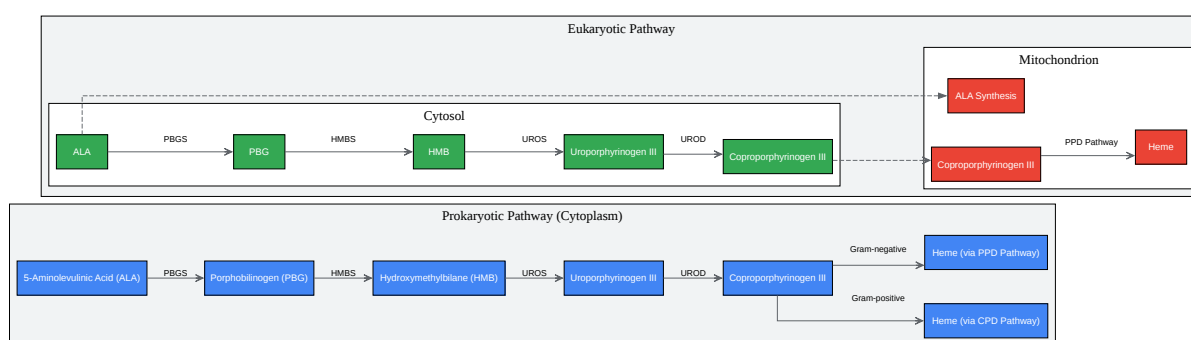 Eukaryotic Pathway
Mitochondrion
ALA Synthesis
Cytosol
ALA
PBGS
PBG
HMBS
HMB
UROS
Uroporphyrinogen III
UROD
Coproporphyrinogen III
Coproporphyrinogen III
PPD Pathway
Heme
Prokaryotic Pathway (Cytoplasm)
5-Aminolevulinic Acid (ALA)
PBGS
Porphobilinogen (PBG)
HMBS
Hydroxymethylbilane (HMB)
UROS
Uroporphyrinogen III
UROD
Coproporphyrinogen III
Gram-negative
Heme (via PPD Pathway)
Gram-positive
Heme (via CPD Pathway)